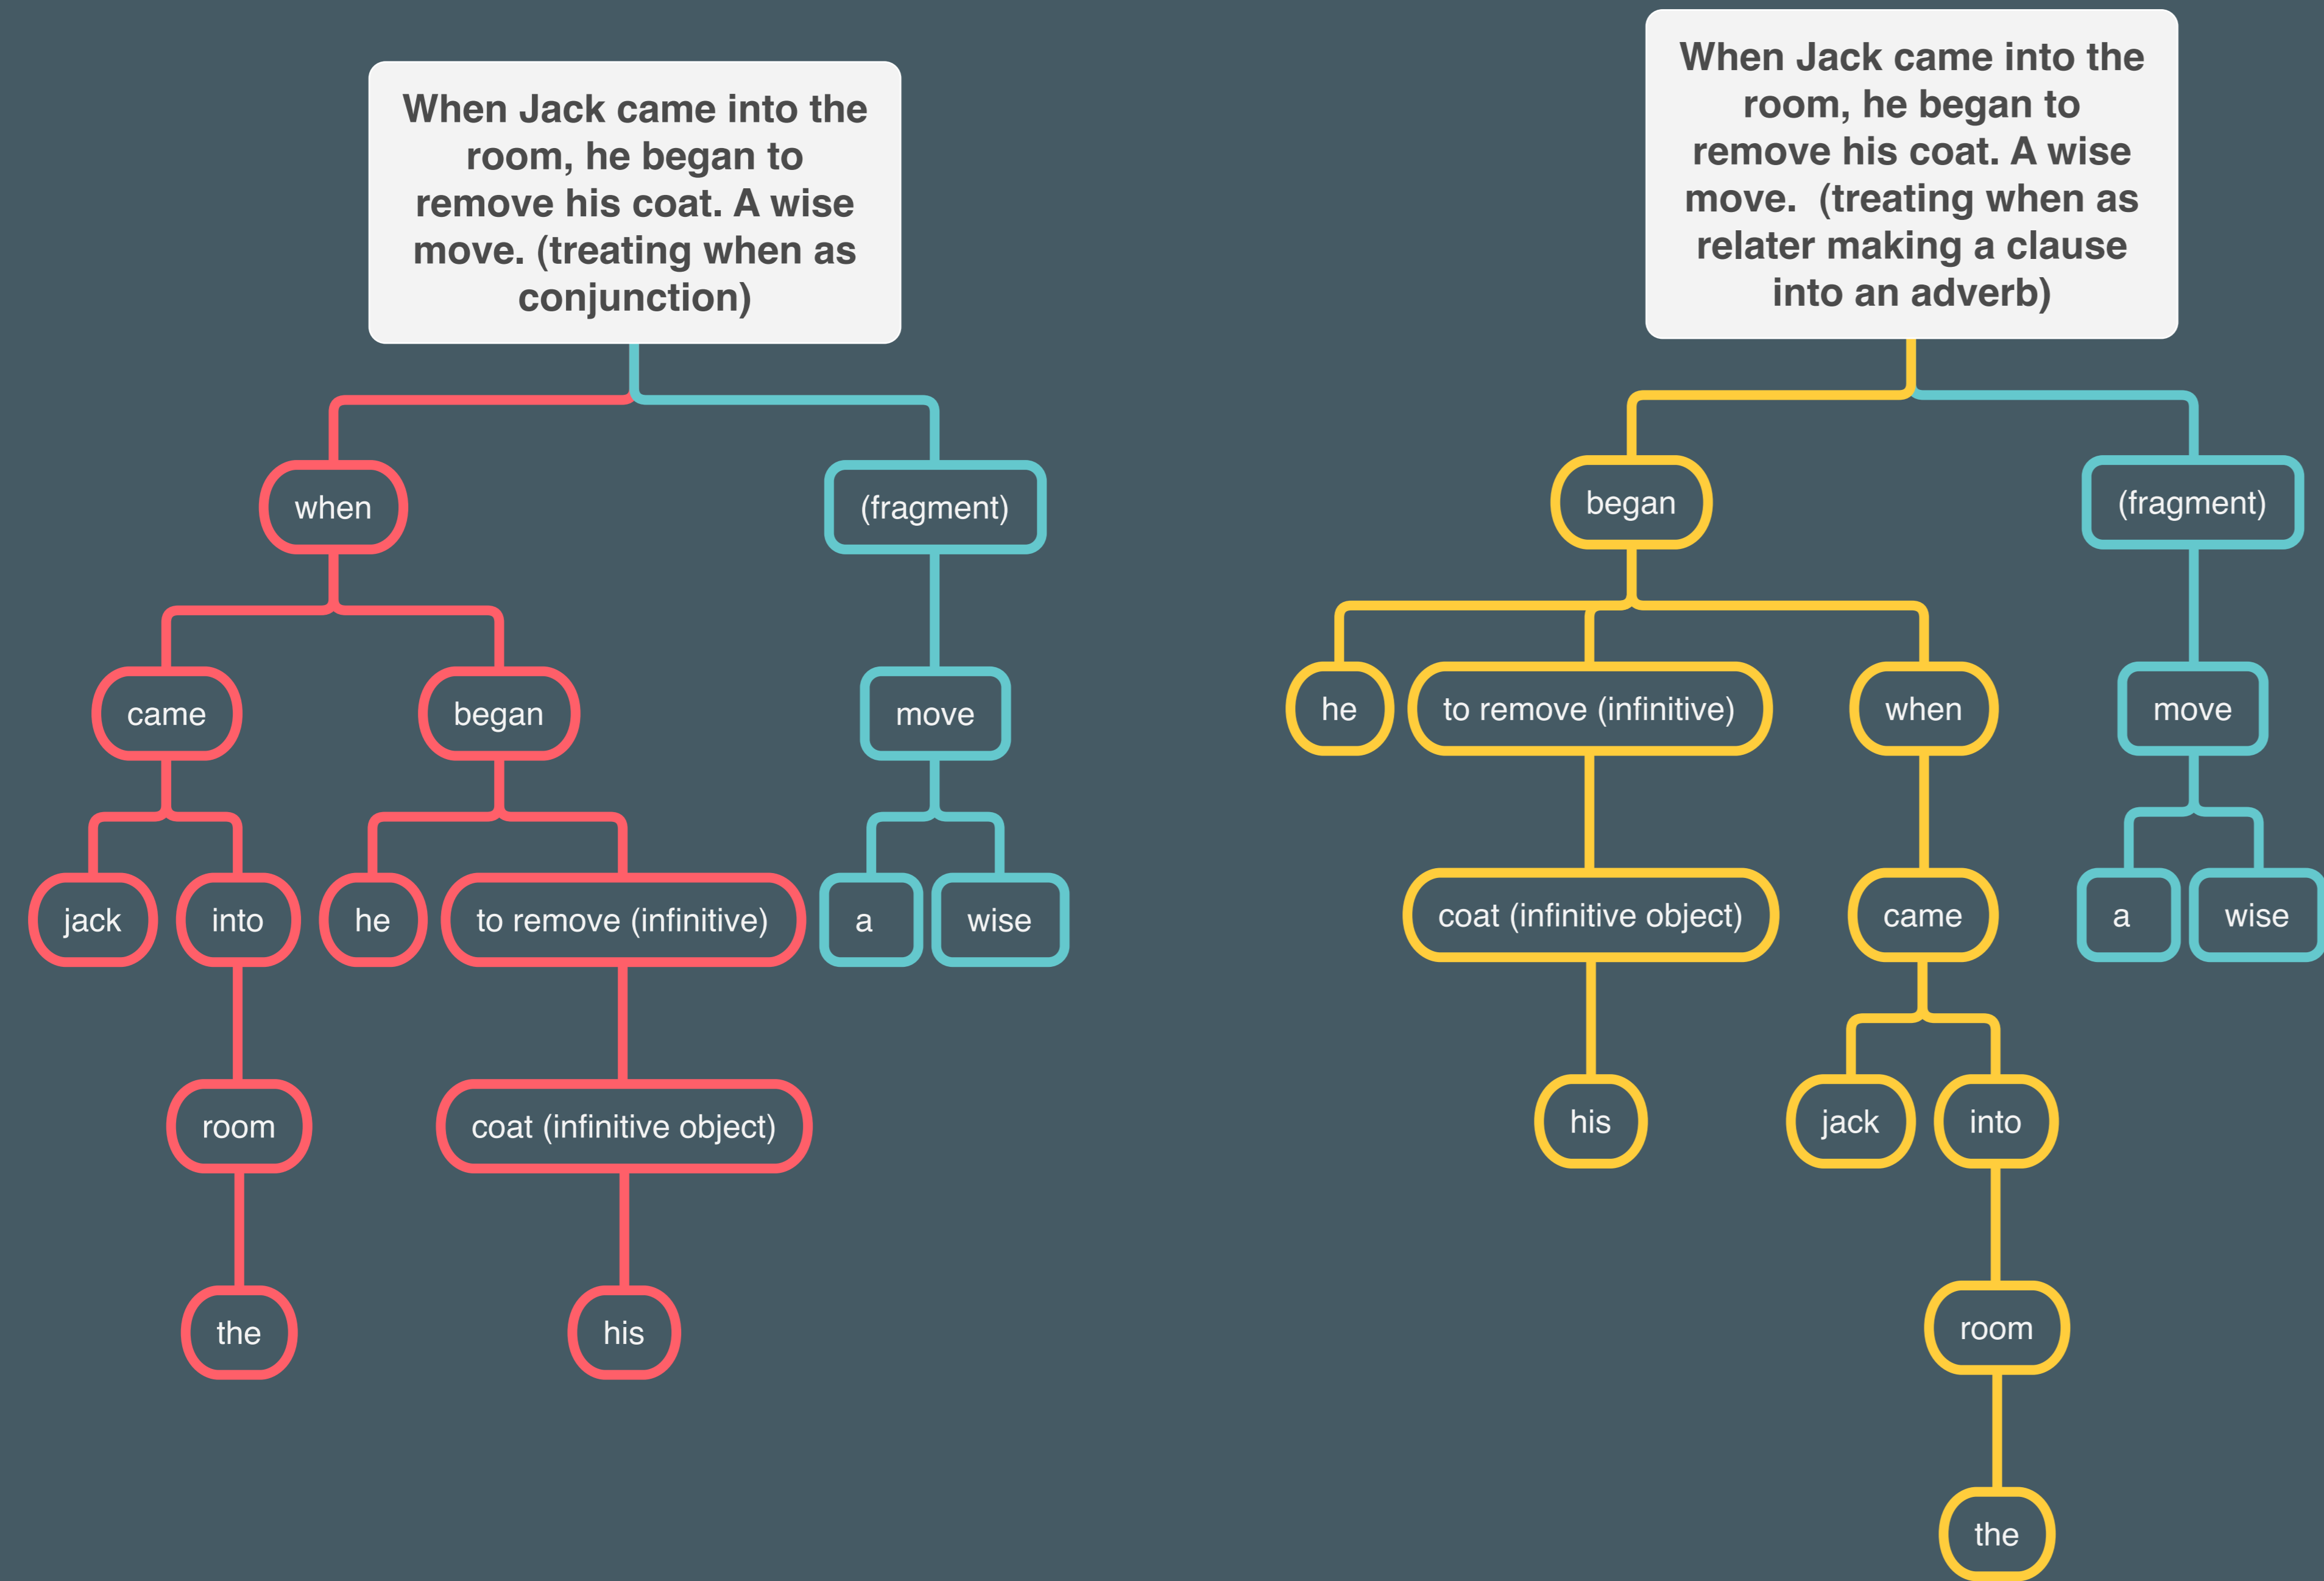 When Jack came into the
room, he began to
remove his coat. A wise
move. (treating when as
conjunction)
when
(fragment)
came
began
move
jack
into
he
to remove (infinitive)
a
wise
room
coat (infinitive object)
the
his
When Jack came into the
room, he began to
remove his coat. A wise
move.  (treating when as
relater making a clause
into an adverb)
began
(fragment)
he
to remove (infinitive)
when
move
coat (infinitive object)
came
a
wise
his
jack
into
room
the